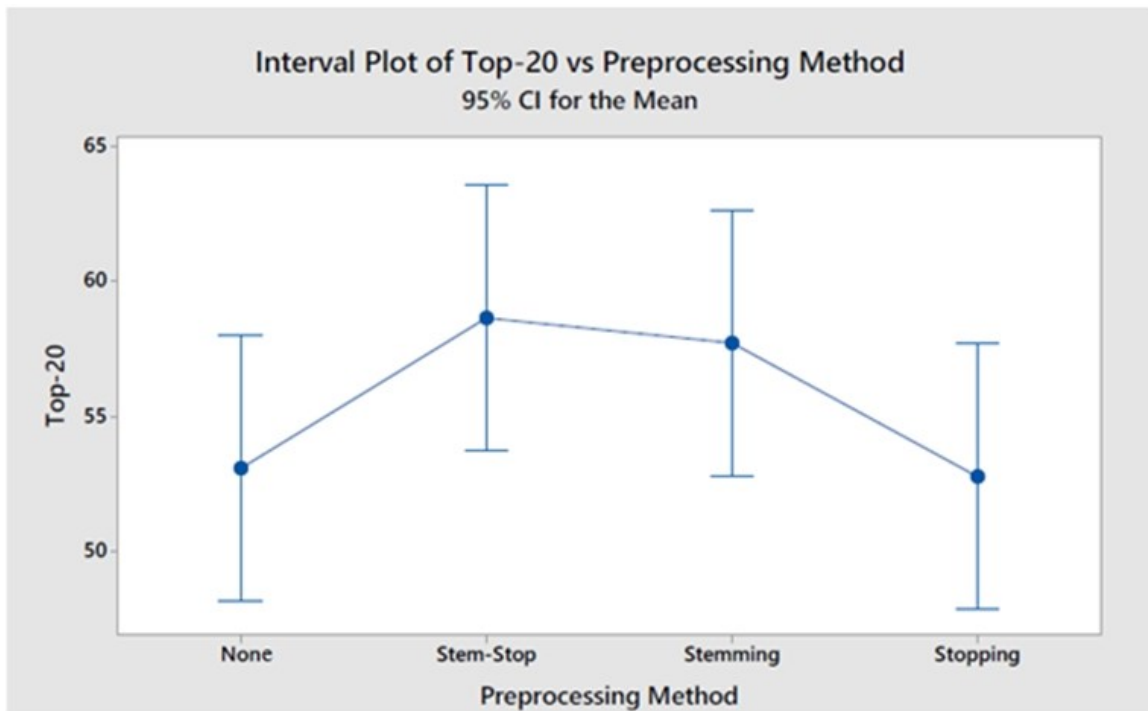 Interval Plot of Top-20 vs Preprocessing Method
95% CI for the Mean
65
60
55
50
Top-20
None
Stem-Stop
Stemming
Stopping
Preprocessing Method